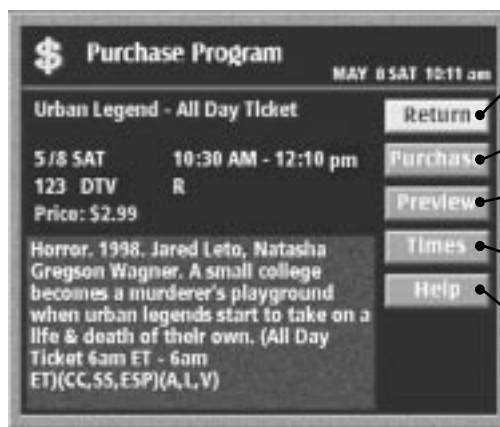 $ Purchase Program
MAY 8 SAT 10:11 am
Urban Legend - All Day Ticket
Return
5/8 SAT 10:30 AM - 12:10 pm
Purchase
123 DTV R
Preview
Price: $2.99
Times
Horror. 1998. Jared Leto, Natasha
Gregson Wagner. A small college
Help
becomes a murderer's playground
when urban legends start to take on a
life & death of their own. (All Day
Ticket 6am ET - 6am
ET)(CC,SS,ESP)(A,L,V)